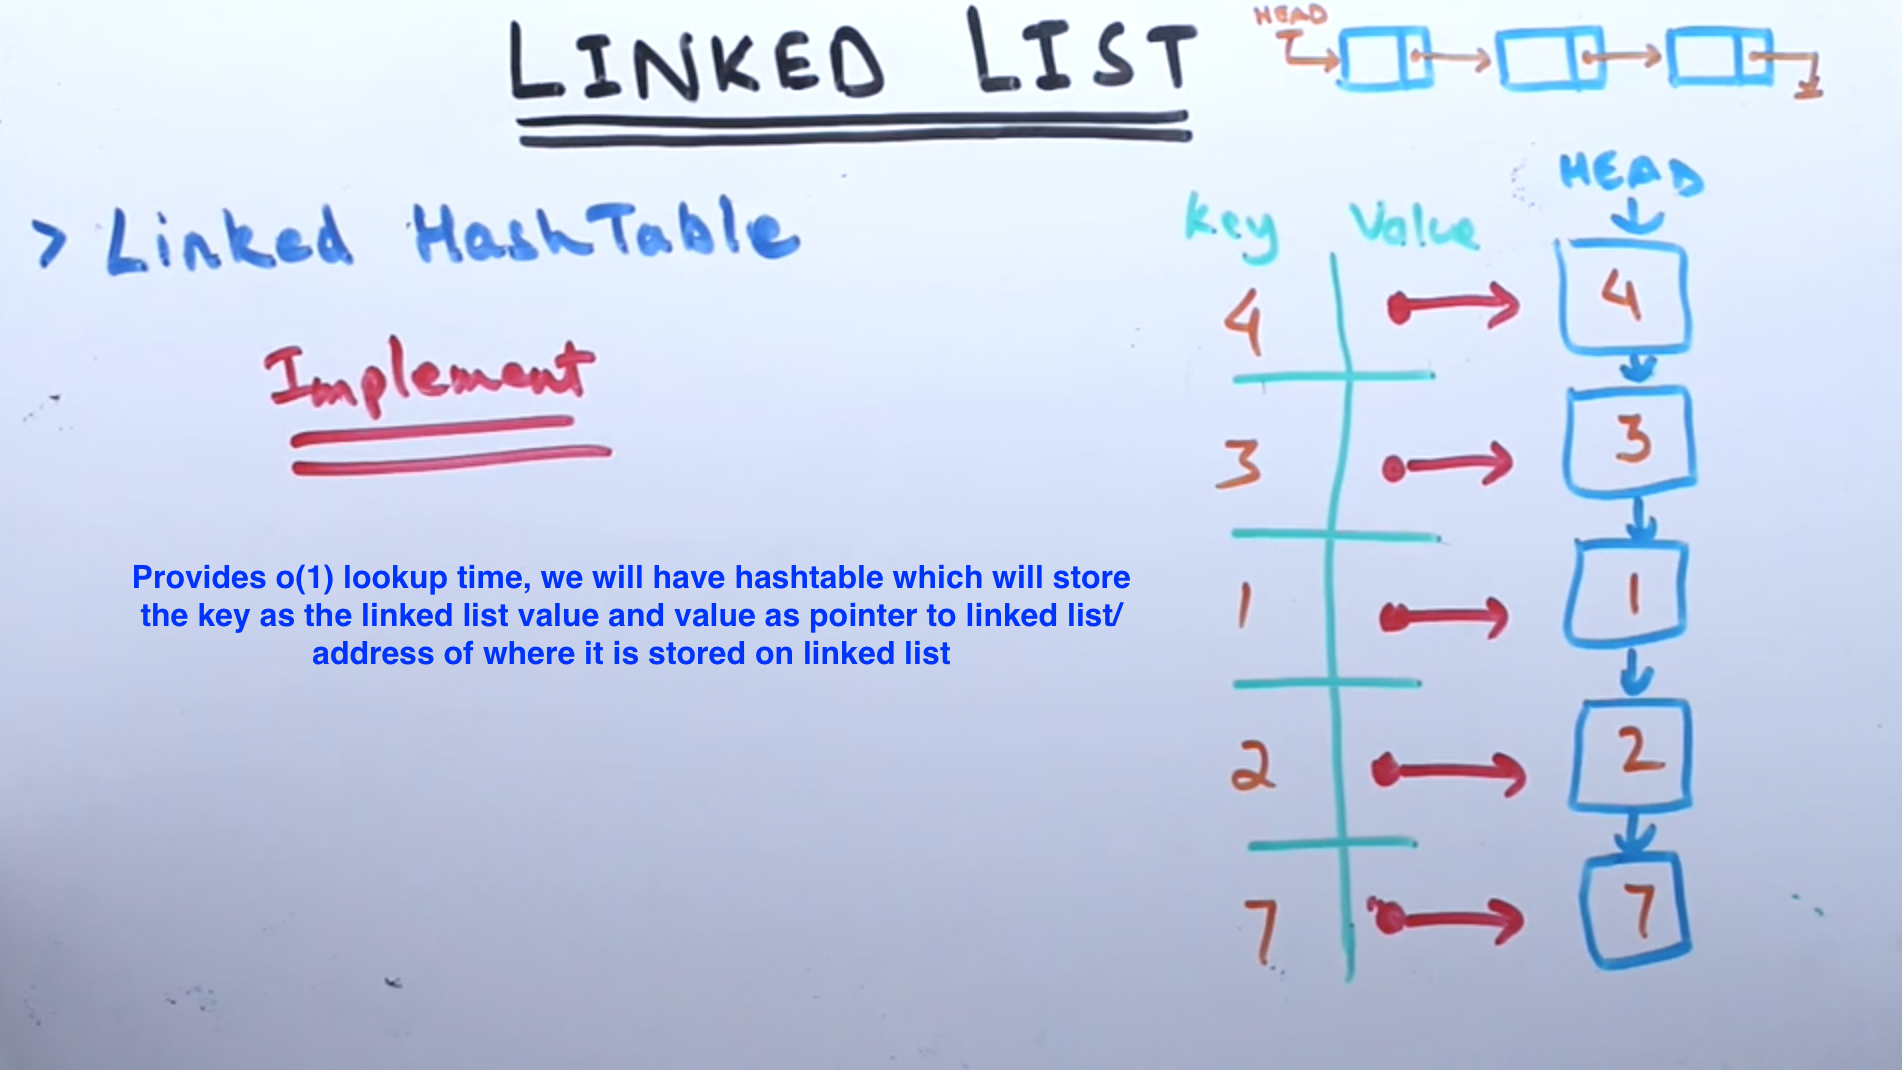 LINKED LIST
HEAD
> Linked HashTable
Implement
Provides o(1) lookup time, we will have hashtable which will store
the key as the linked list value and value as pointer to linked list/
address of where it is stored on linked list
Key Value HEAD
4 4
3 3
1 1
2 2
7 7